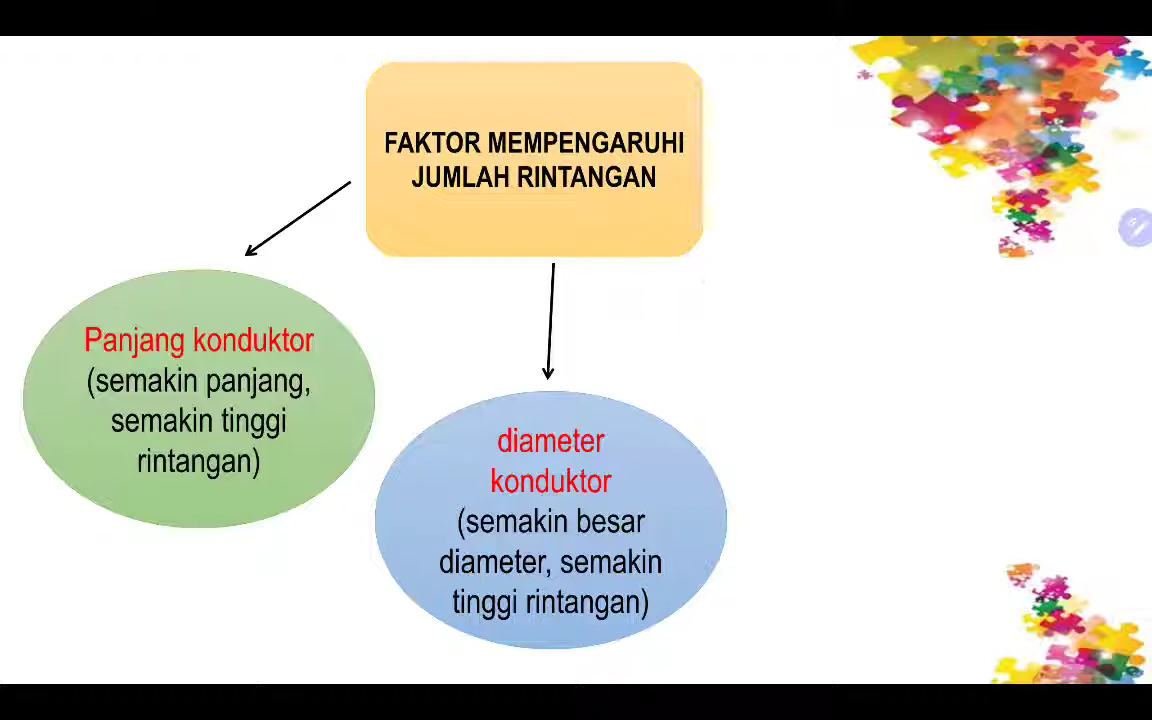 FAKTOR MEMPENGARUHI
JUMLAH RINTANGAN
Panjang konduktor
(semakin panjang,
semakin tinggi
rintangan)
diameter
konduktor
(semakin besar
diameter, semakin
tinggi rintangan)